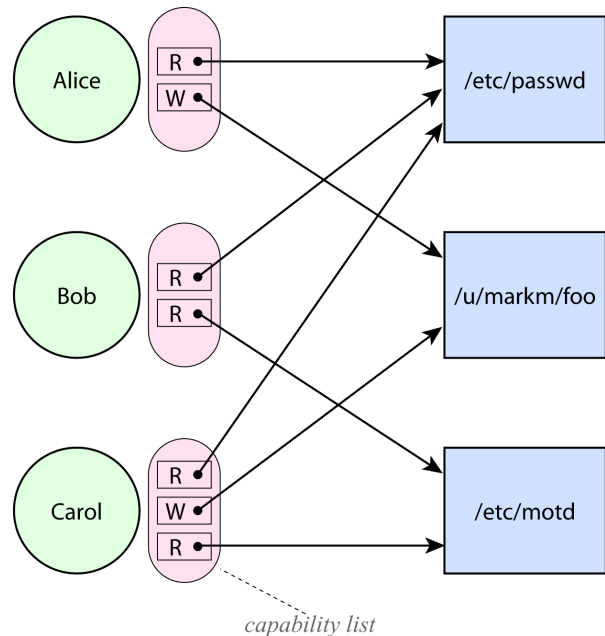 Alice
R
W
/etc/passwd
Bob
R
R
/u/markm/foo
Carol
R
W
R
/etc/motd
capability list